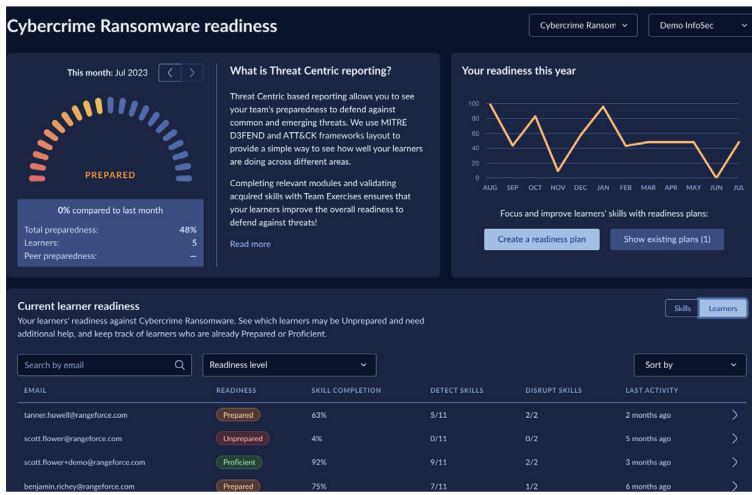 Cybercrime Ransomware readiness
Cybercrime Ransom
Demo InfoSec
This month: Jul 2023
PREPARED
0% compared to last month
Total preparedness: 48%
Learners: 5
Peer preparedness: –
What is Threat Centric reporting?
Threat Centric based reporting allows you to see
your team's preparedness to defend against
common and emerging threats. We use MITRE
D3FEND and ATT&CK frameworks layout to
provide a simple way to see how well your learners
are doing across different areas.
Completing relevant modules and validating
acquired skills with Team Exercises ensures that
your learners improve the overall readiness to
defend against threats!
Read more
Your readiness this year
100
80
60
40
20
0
AUG SEP OCT NOV DEC JAN FEB MAR APR MAY JUN JUL
Focus and improve learners' skills with readiness plans:
Create a readiness plan
Show existing plans (1)
Current learner readiness
Your learners' readiness against Cybercrime Ransomware. See which learners may be Unprepared and need
additional help, and keep track of learners who are already Prepared or Proficient.
Skills Learners
Search by email
Readiness level
Sort by
EMAIL READINESS SKILL COMPLETION DETECT SKILLS DISRUPT SKILLS LAST ACTIVITY
tanner.howell@rangeforce.com Prepared 63% 5/11 2/2 2 months ago
scott.flower@rangeforce.com Unprepared 4% 0/11 0/2 5 months ago
scott.flower+demo@rangeforce.com Proficient 92% 9/11 2/2 3 months ago
benjamin.richey@rangeforce.com Prepared 75% 7/11 1/2 6 months ago